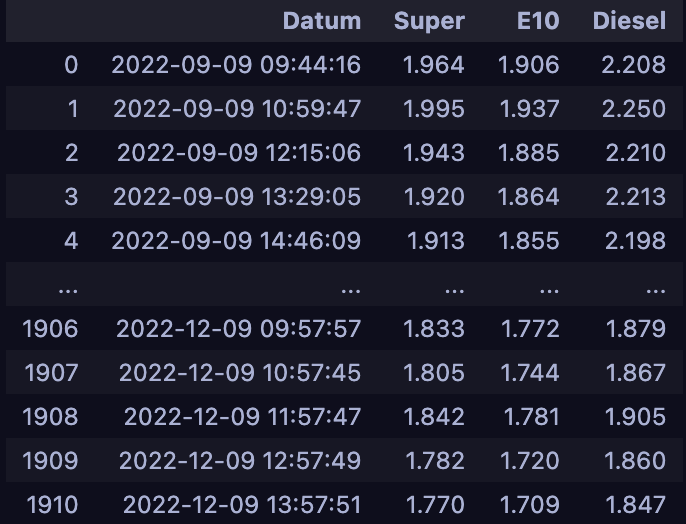 Datum Super E10 Diesel
0 2022-09-09 09:44:16 1.964 1.906 2.208
1 2022-09-09 10:59:47 1.995 1.937 2.250
2 2022-09-09 12:15:06 1.943 1.885 2.210
3 2022-09-09 13:29:05 1.920 1.864 2.213
4 2022-09-09 14:46:09 1.913 1.855 2.198
... ... ... ... ...
1906 2022-12-09 09:57:57 1.833 1.772 1.879
1907 2022-12-09 10:57:45 1.805 1.744 1.867
1908 2022-12-09 11:57:47 1.842 1.781 1.905
1909 2022-12-09 12:57:49 1.782 1.720 1.860
1910 2022-12-09 13:57:51 1.770 1.709 1.847